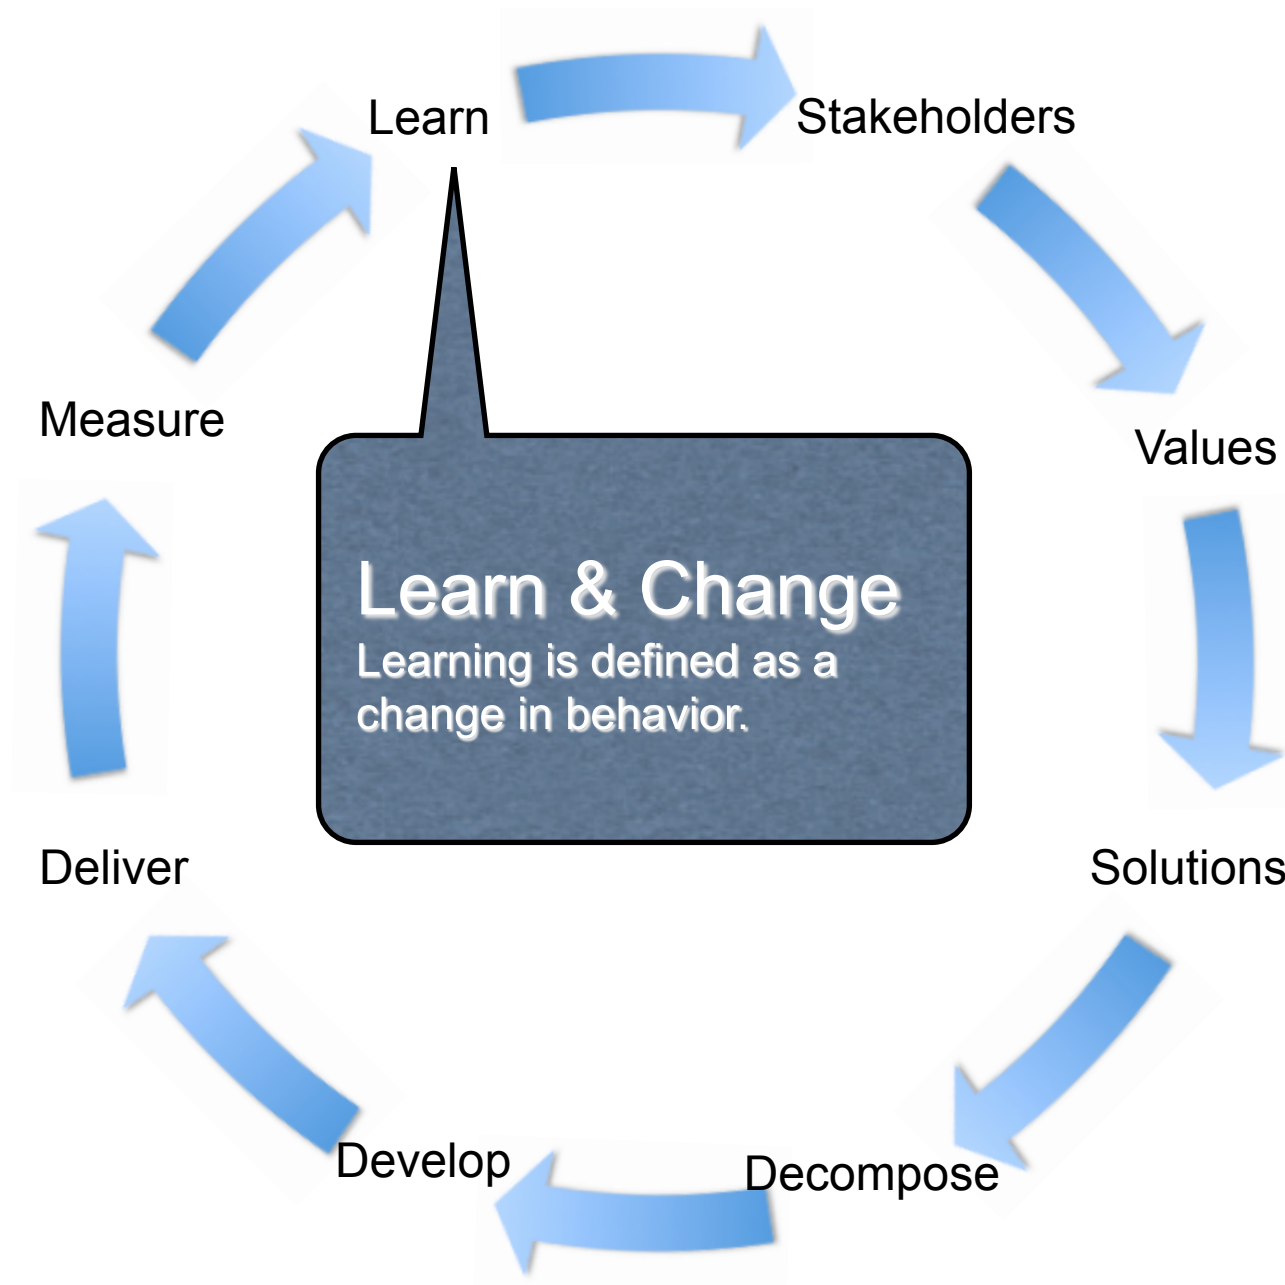 Learn
Stakeholders
Measure
Values
Learn & Change
Learning is defined as a
change in behavior.
Deliver
Solutions
Develop
Decompose